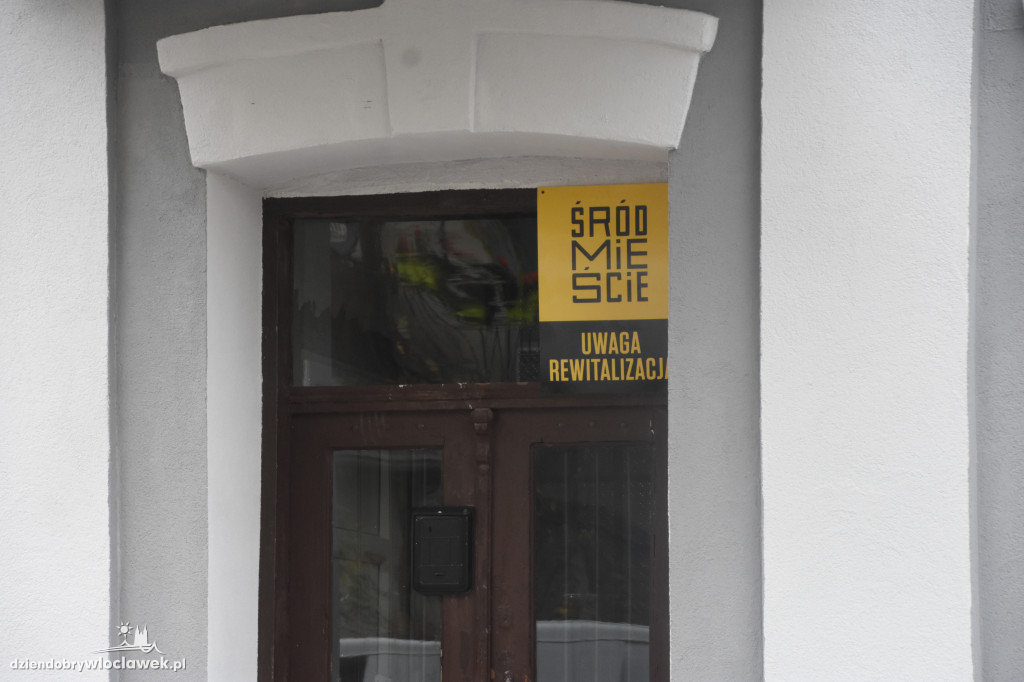 ŚRÓD
MiE
ŚCiE
UWAGA
REWITALIZACJA
dziendobrywloclawek.pl